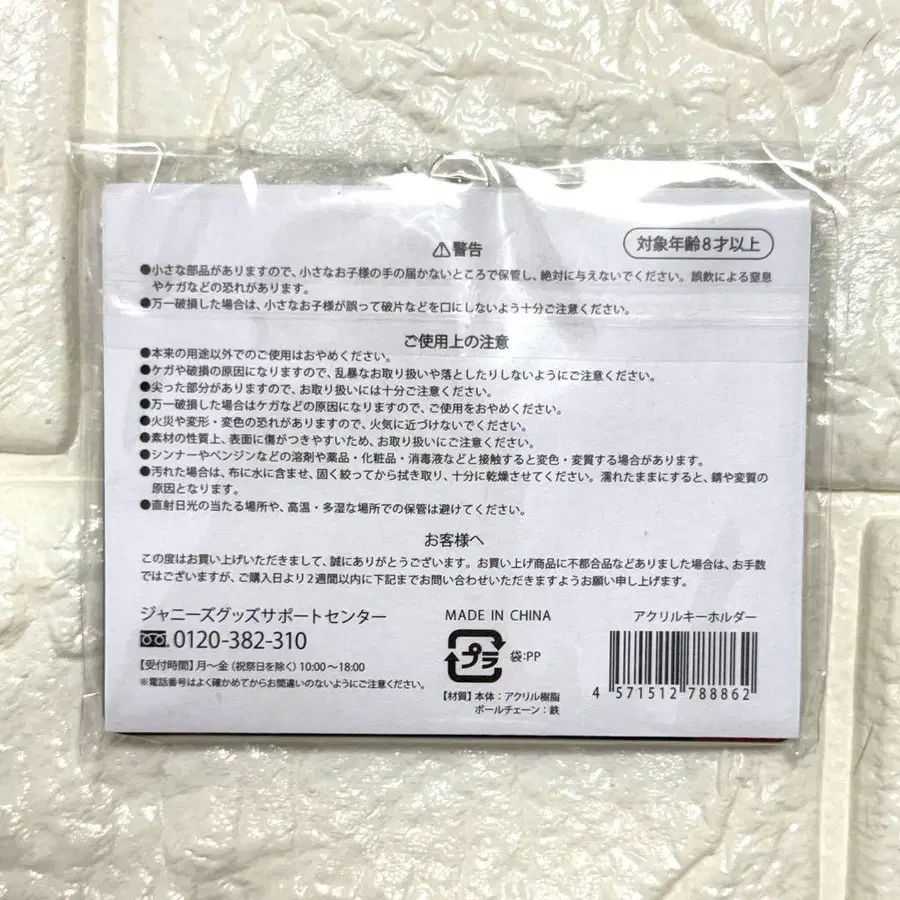 対象年齢8才以上
⚠警告
●小さな部品がありますので、小さなお子様の手の届かないところで保管し、絶対に与えないでください。誤飲による窒息
やケガなどの恐れがあります。
●万一破損した場合は、小さなお子様が誤って破片などを口にしないよう十分ご注意ください。
ご使用上の注意
●本来の用途以外でのご使用はおやめください。
●ケガや破損の原因になりますので、乱暴なお取り扱いや落としたりしないようにご注意ください。
●尖った部分がありますので、お取り扱いには十分ご注意ください。
●万一破損した場合はケガなどの原因になりますので、ご使用をおやめください。
●火災や変形・変色の恐れがありますので、火気に近づけないでください。
●素材の性質上、表面に傷がつきやすいため、お取り扱いにご注意ください。
●シンナーやベンジンなどの溶剤や薬品・化粧品・消毒液などと接触すると変色・変質する場合があります。
●汚れた場合は、布に水に含ませ、固く絞ってから拭き取り、十分に乾燥させてください。濡れたままにすると、錆や変質の
原因となります。
●直射日光の当たる場所や、高温・多湿な場所での保管は避けてください。
お客様へ
この度はお買い上げいただきまして、誠にありがとうございます。お買い上げ商品に不都合品などありました場合は、お手数
ではございますが、ご購入日より2週間以内に下記までお問い合わせいただきますようお願い申し上げます。
ジャニーズグッズサポートセンター
0120-382-310
【受付時間】月〜金（祝祭日を除く）10:00〜18:00
※電話番号はよく確かめてからお間違いのないようにご注意ください。
MADE IN CHINA
プラ 袋:PP
【材質】本体：アクリル樹脂
ボールチェーン：鉄
アクリルキーホルダー
4 571512 788862